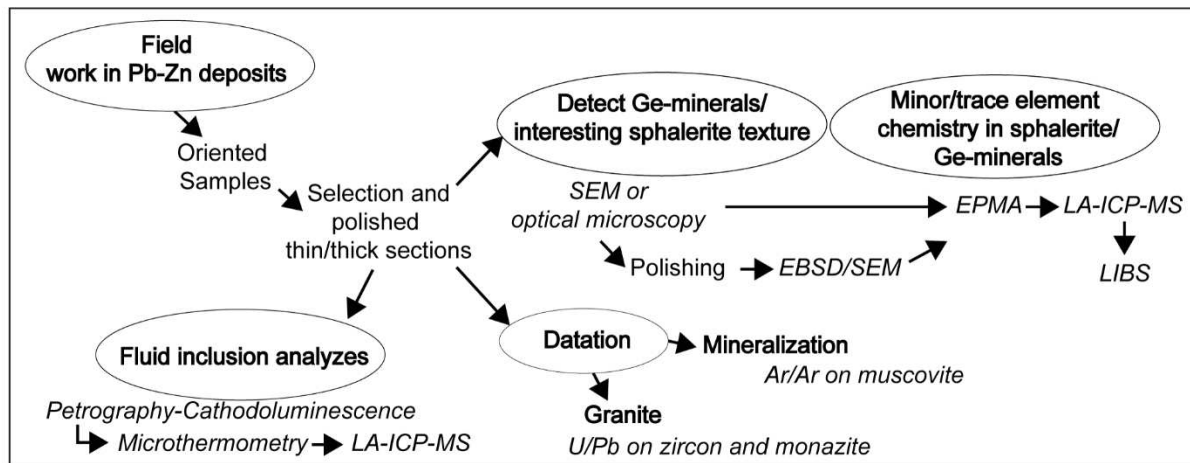 Field
work in Pb-Zn deposits
Oriented
Samples
Selection and
polished
thin/thick sections
Detect Ge-minerals/
interesting sphalerite texture
SEM or
optical microscopy
Polishing
EBSD/SEM
Minor/trace element
chemistry in sphalerite/
Ge-minerals
EPMA
LA-ICP-MS
LIBS
Fluid inclusion analyzes
Petrography-Cathodoluminescence
Microthermometry
LA-ICP-MS
Datation
Mineralization
Ar/Ar on muscovite
Granite
U/Pb on zircon and monazite